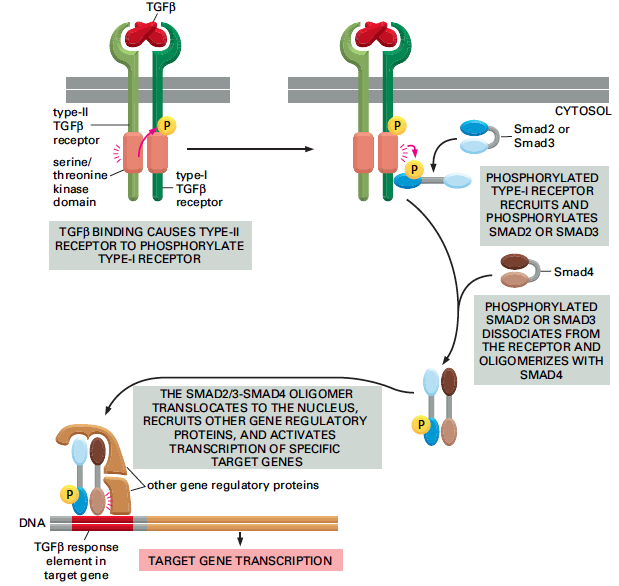 TGFβ
type-II
TGFβ
receptor
P
serine/
threonine
kinase
domain
type-I
TGFβ
receptor
TGFβ BINDING CAUSES TYPE-II
RECEPTOR TO PHOSPHORYLATE
TYPE-I RECEPTOR
CYTOSOL
P
P
Smad2 or
Smad3
PHOSPHORYLATED
TYPE-I RECEPTOR
RECRUITS AND
PHOSPHORYLATES
SMAD2 OR SMAD3
Smad4
PHOSPHORYLATED
SMAD2 OR SMAD3
DISSOCIATES FROM
THE RECEPTOR AND
OLIGOMERIZES WITH
SMAD4
P
THE SMAD2/3-SMAD4 OLIGOMER
TRANSLOCATES TO THE NUCLEUS,
RECRUITS OTHER GENE REGULATORY
PROTEINS, AND ACTIVATES
TRANSCRIPTION OF SPECIFIC
TARGET GENES
other gene regulatory proteins
P
DNA
TGFβ response
element in
target gene
TARGET GENE TRANSCRIPTION